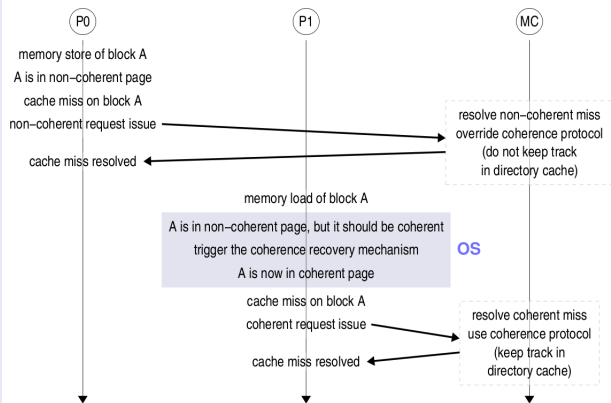 P0
P1
MC
memory store of block A
A is in non−coherent page
cache miss on block A
non−coherent request issue
resolve non−coherent miss
override coherence protocol
(do not keep track
in directory cache)
cache miss resolved
memory load of block A
A is in non−coherent page, but it should be coherent
trigger the coherence recovery mechanism
A is now in coherent page
OS
cache miss on block A
coherent request issue
resolve coherent miss
use coherence protocol
(keep track in
directory cache)
cache miss resolved